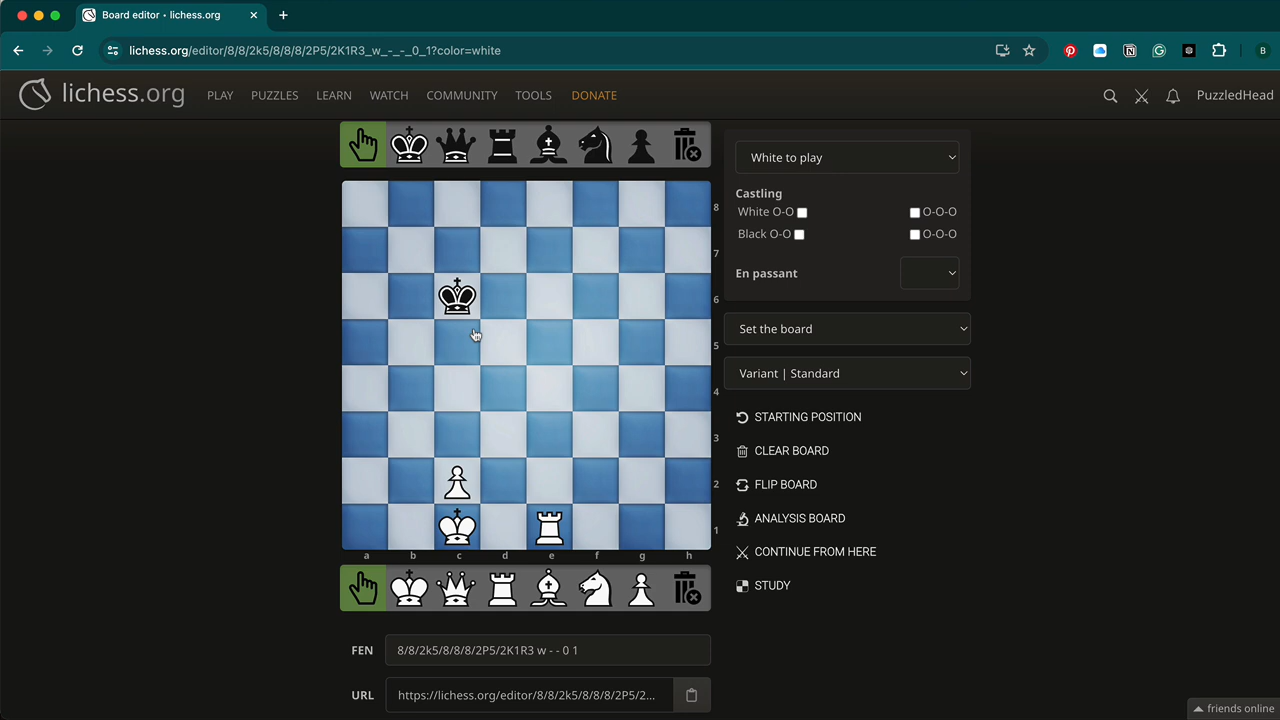 Board editor • lichess.org
lichess.org/editor/8/8/2k5/8/8/8/2P5/2K1R3_w_-_-_0_1?color=white
B
lichess.org PLAY PUZZLES LEARN WATCH COMMUNITY TOOLS DONATE PuzzledHead
White to play
Castling
White O-O O-O-O
Black O-O O-O-O
En passant
Set the board
Variant | Standard
STARTING POSITION
CLEAR BOARD
FLIP BOARD
ANALYSIS BOARD
CONTINUE FROM HERE
STUDY
8
7
6
5
4
3
2
1
a b c d e f g h
FEN 8/8/2k5/8/8/8/2P5/2K1R3 w - - 0 1
URL https://lichess.org/editor/8/8/2k5/8/8/8/2P5/2...
friends online